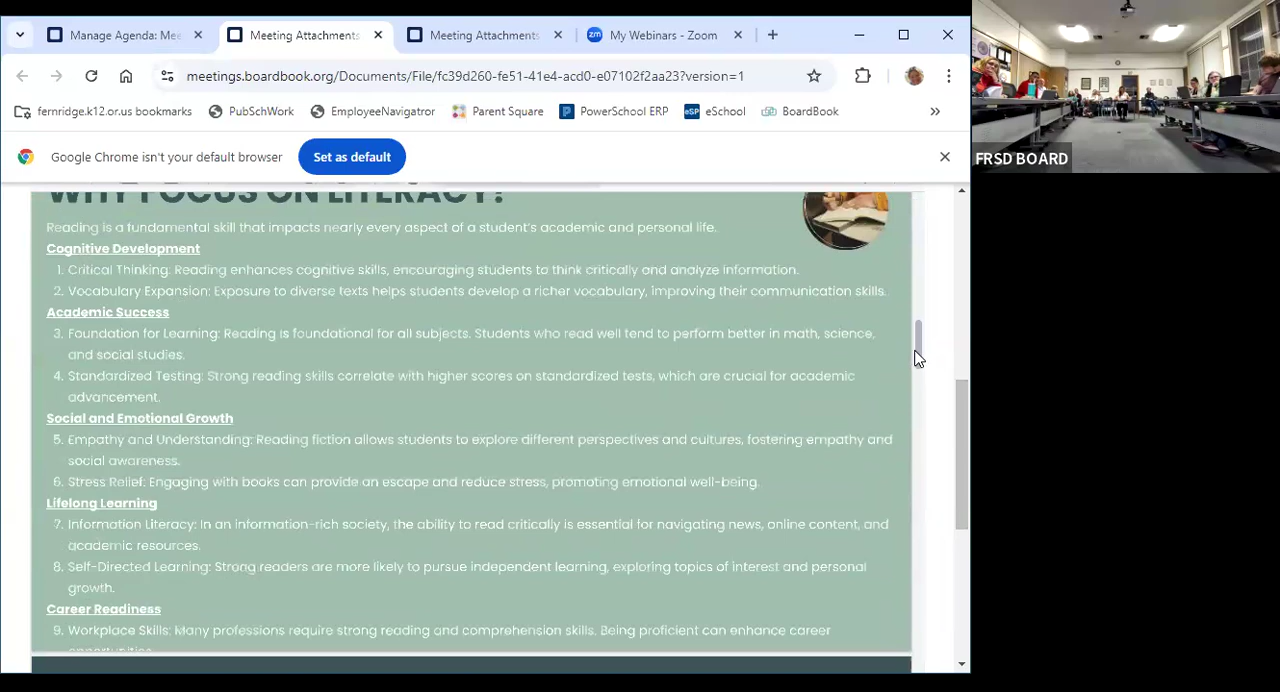 Manage Agenda: Mee
Meeting Attachments
Meeting Attachments
zm
My Webinars - Zoom
meetings.boardbook.org/Documents/File/fc39d260-fe51-41e4-acd0-e07102f2aa23?version=1
fernridge.k12.or.us bookmarks
PubSchWork
EmployeeNavigator
Parent Square
PowerSchool ERP
eSP
eSchool
BoardBook
Google Chrome isn't your default browser
Set as default
FRSD BOARD
WHY FOCUS ON LITERACY?
Reading is a fundamental skill that impacts nearly every aspect of a student's academic and personal life.
Cognitive Development
1. Critical Thinking: Reading enhances cognitive skills, encouraging students to think critically and analyze information.
2. Vocabulary Expansion: Exposure to diverse texts helps students develop a richer vocabulary, improving their communication skills.
Academic Success
3. Foundation for Learning: Reading is foundational for all subjects. Students who read well tend to perform better in math, science,
and social studies.
4. Standardized Testing: Strong reading skills correlate with higher scores on standardized tests, which are crucial for academic
advancement.
Social and Emotional Growth
5. Empathy and Understanding: Reading fiction allows students to explore different perspectives and cultures, fostering empathy and
social awareness.
6. Stress Relief: Engaging with books can provide an escape and reduce stress, promoting emotional well-being.
Lifelong Learning
7. Information Literacy: In an information-rich society, the ability to read critically is essential for navigating news, online content, and
academic resources.
8. Self-Directed Learning: Strong readers are more likely to pursue independent learning, exploring topics of interest and personal
growth.
Career Readiness
9. Workplace Skills: Many professions require strong reading and comprehension skills. Being proficient can enhance career
opportunities.